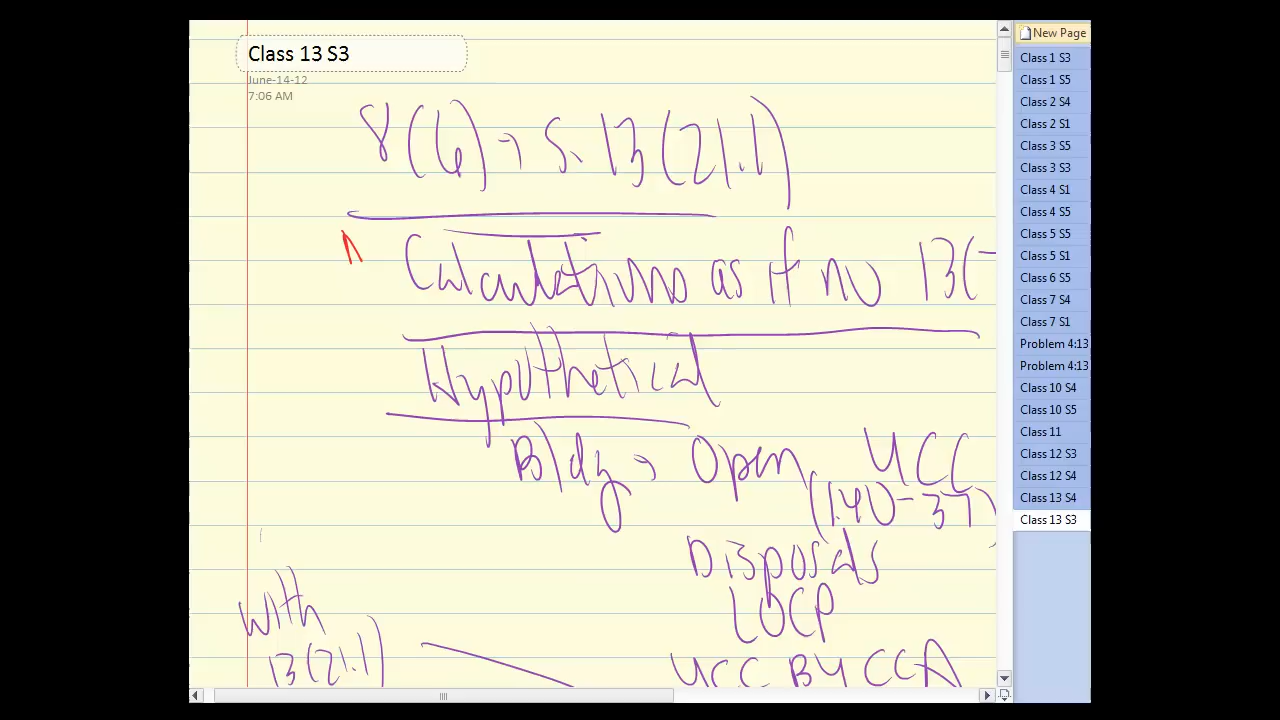 Class 13 S3
June-14-12
7:06 AM
8(6) → S. 13(21.1)
Calculations as if no 13(
Hypothetical
Bldg → Open UCC
(1.4M - 37)
Disposals
LOCP
UCC B4 CCA
With
13(21.1)
New Page
Class 1 S3
Class 1 S5
Class 2 S4
Class 2 S1
Class 3 S5
Class 3 S3
Class 4 S1
Class 4 S5
Class 5 S5
Class 5 S1
Class 6 S5
Class 7 S4
Class 7 S1
Problem 4:13
Problem 4:13
Class 10 S4
Class 10 S5
Class 11
Class 12 S3
Class 12 S4
Class 13 S4
Class 13 S3